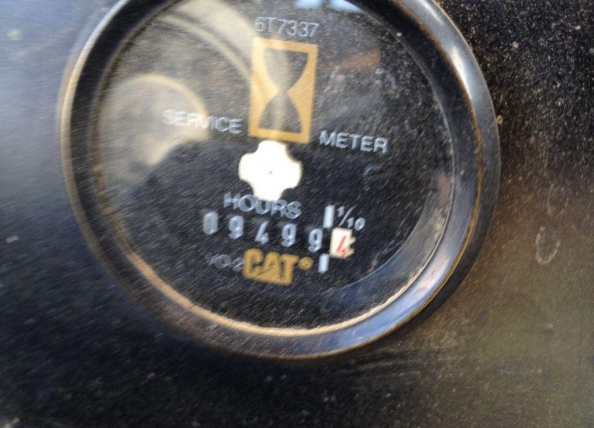 6T7337
SERVICE METER
HOURS 1/10
094994
CAT